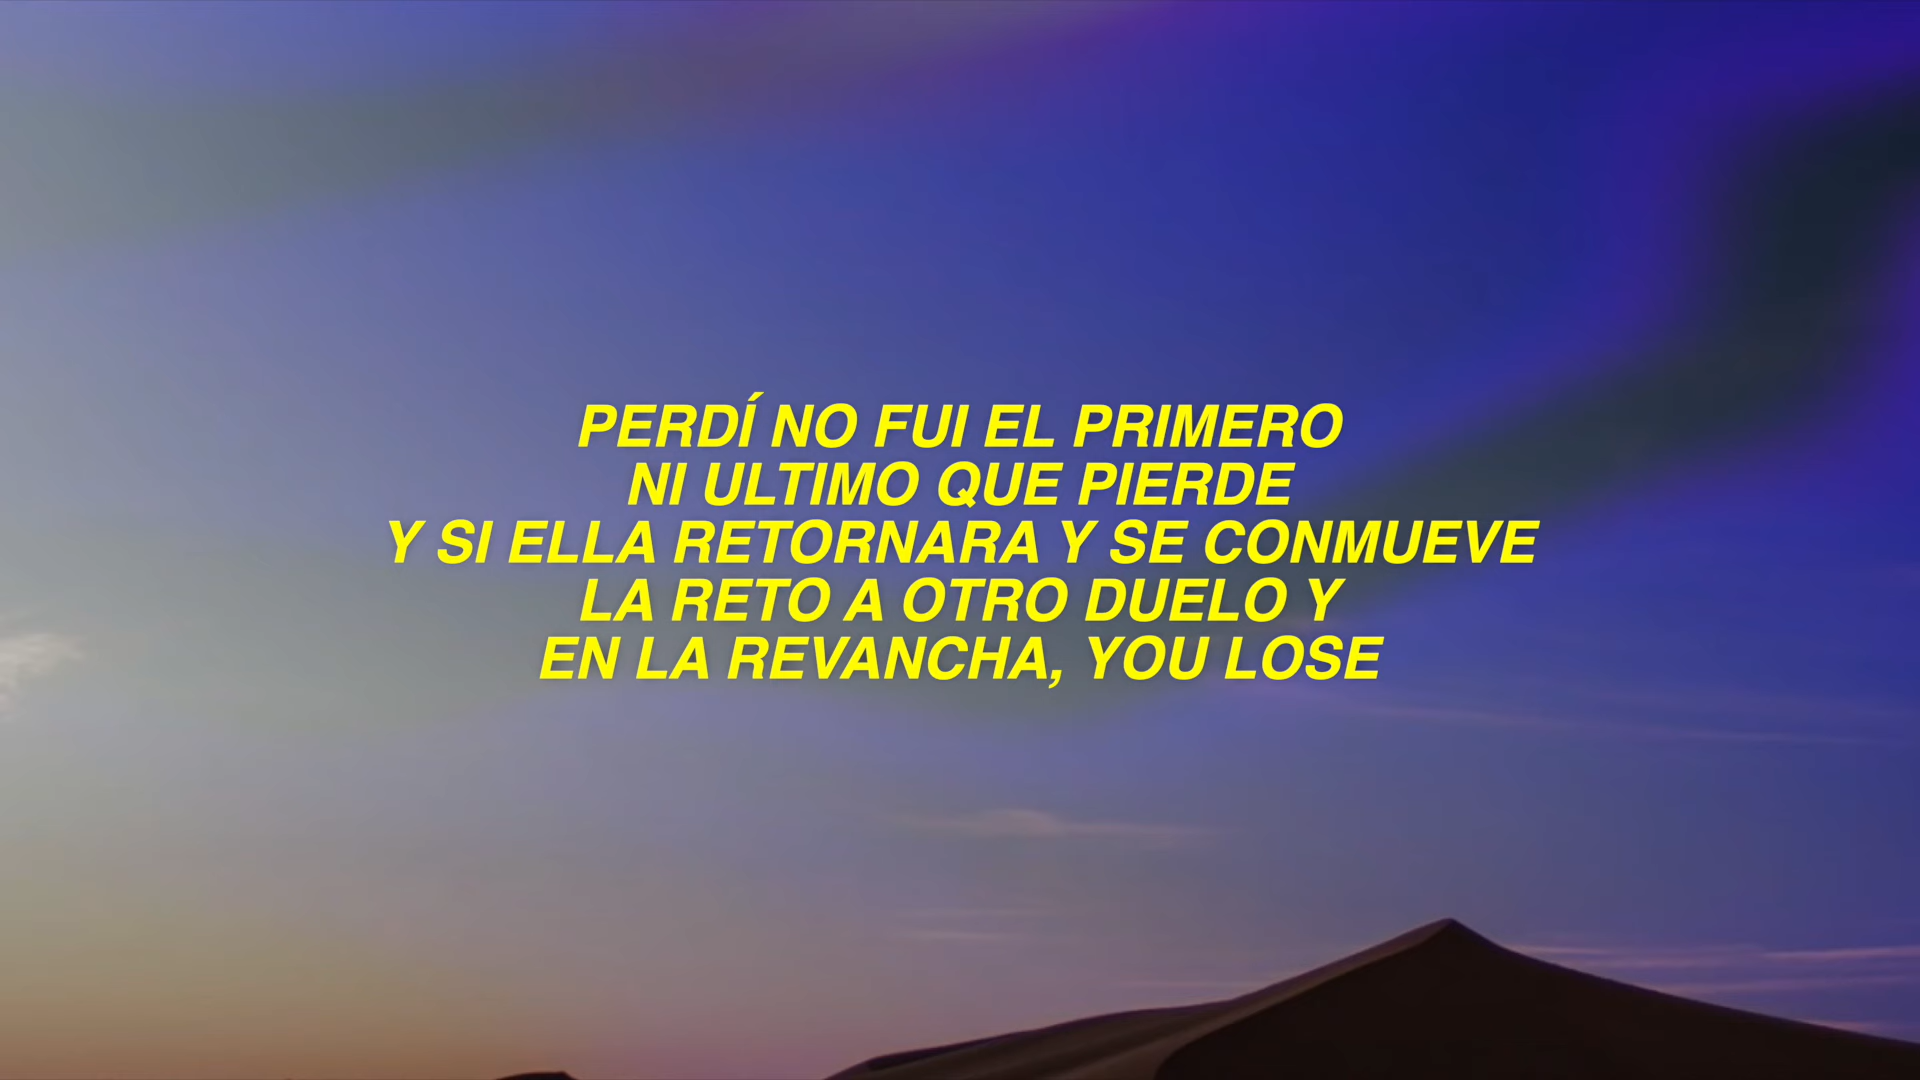 PERDÍ NO FUI EL PRIMERO
NI ULTIMO QUE PIERDE
Y SI ELLA RETORNARA Y SE CONMUEVE
LA RETO A OTRO DUELO Y
EN LA REVANCHA, YOU LOSE